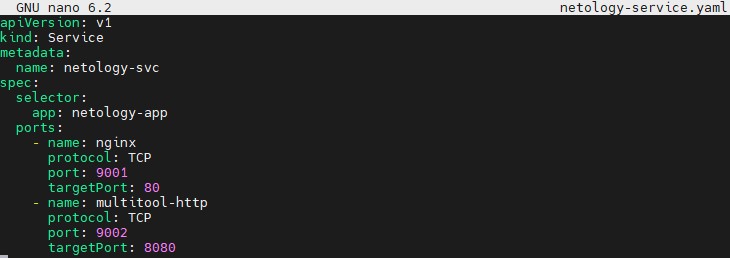 GNU nano 6.2 netology-service.yaml
apiVersion: v1
kind: Service
metadata:
  name: netology-svc
spec:
  selector:
    app: netology-app
  ports:
    - name: nginx
      protocol: TCP
      port: 9001
      targetPort: 80
    - name: multitool-http
      protocol: TCP
      port: 9002
      targetPort: 8080